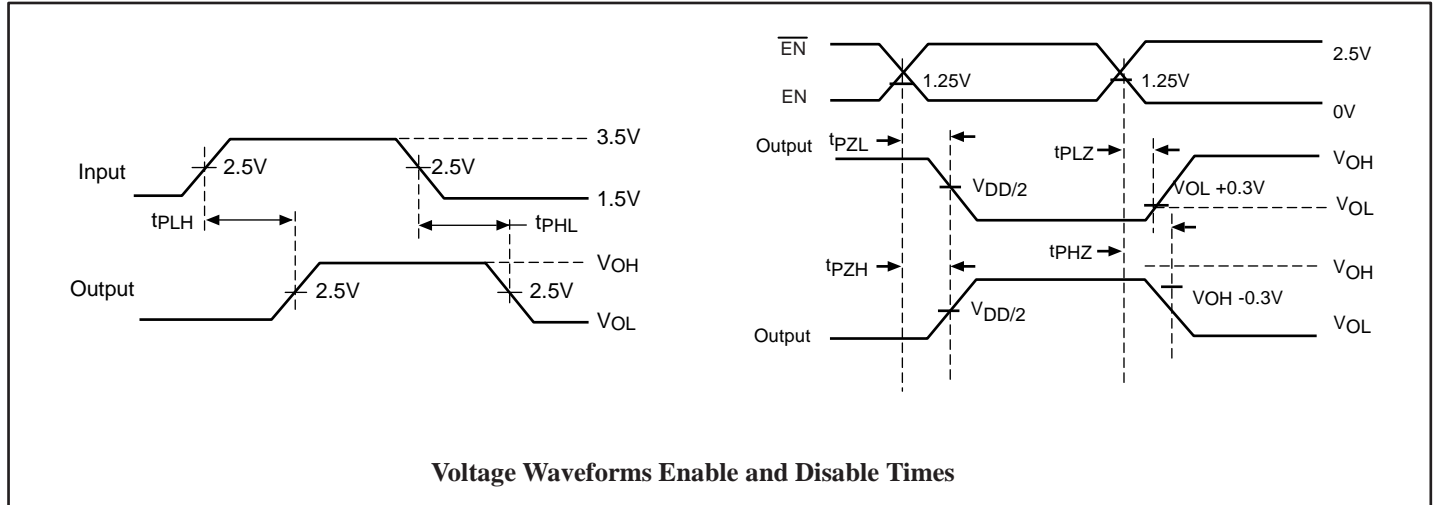 Input
2.5V
2.5V
3.5V
1.5V
tPLH
tPHL
Output
2.5V
2.5V
VOH
VOL
EN
EN
1.25V
1.25V
2.5V
0V
Output
tPZL
VDD/2
tPLZ
VOL +0.3V
VOH
VOL
tPZH
tPHZ
VOH
Output
VDD/2
VOH -0.3V
VOL
Voltage Waveforms Enable and Disable Times